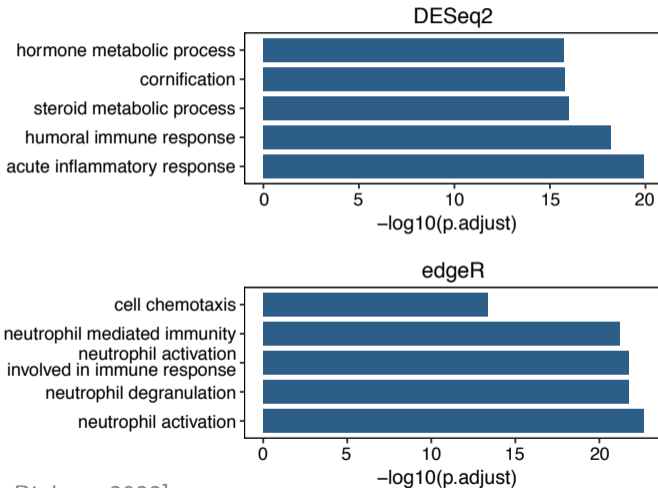 DESeq2
hormone metabolic process
cornification
steroid metabolic process
humoral immune response
acute inflammatory response
0 5 10 15 20
−log10(p.adjust)
edgeR
cell chemotaxis
neutrophil mediated immunity
neutrophil activation
involved in immune response
neutrophil degranulation
neutrophil activation
0 5 10 15 20
−log10(p.adjust)